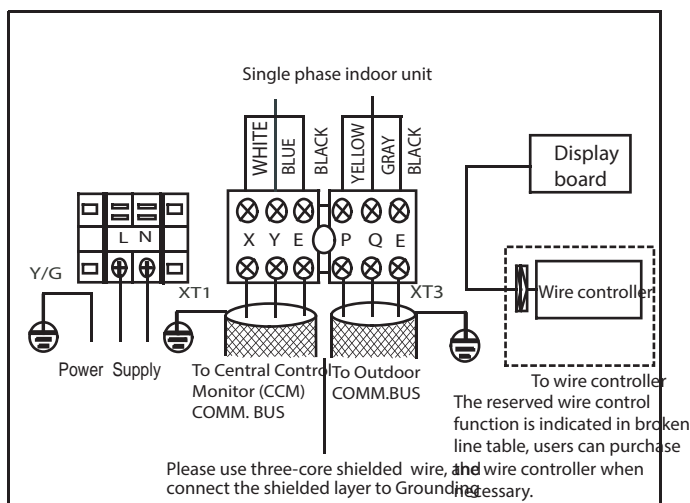 Single phase indoor unit
WHITE
BLUE
BLACK
YELLOW
GRAY
BLACK
Display
board
L N
X Y E P Q E
Y/G
XT1
XT3
Wire controller
Power Supply
To Central Control
Monitor (CCM)
COMM. BUS
To Outdoor
COMM.BUS
To wire controller
The reserved wire control
function is indicated in broken
line table, users can purchase
the wire controller when
necessary.
Please use three-core shielded wire, and
connect the shielded layer to Grounding